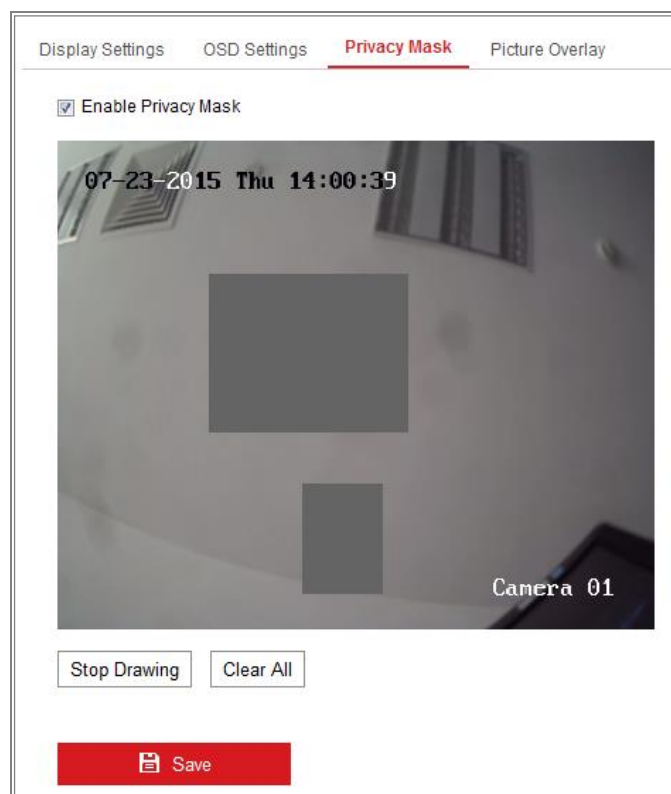 Display Settings OSD Settings Privacy Mask Picture Overlay
Enable Privacy Mask
07-23-2015 Thu 14:00:39
Camera 01
Stop Drawing Clear All
Save